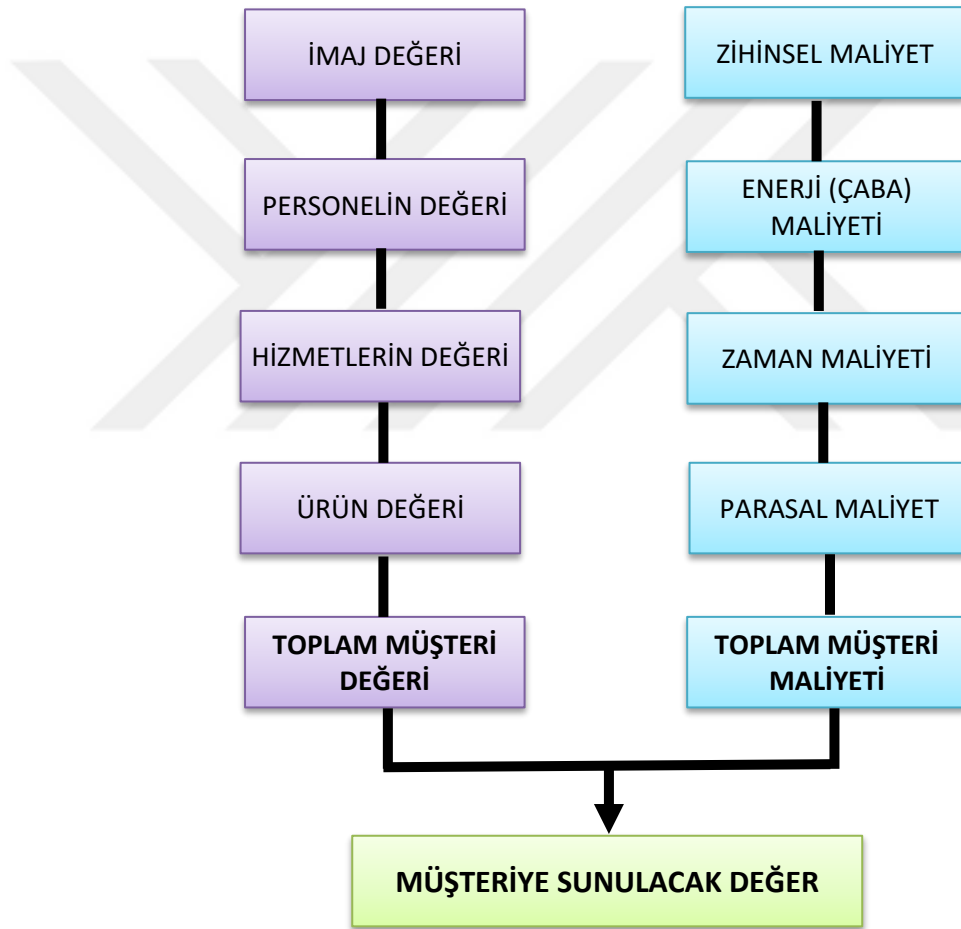 İMAJ DEĞERİ
PERSONELİN DEĞERİ
HİZMETLERİN DEĞERİ
ÜRÜN DEĞERİ
TOPLAM MÜŞTERİ
DEĞERİ
ZİHİNSEL MALİYET
ENERJİ (ÇABA)
MALİYETİ
ZAMAN MALİYETİ
PARASAL MALİYET
TOPLAM MÜŞTERİ
MALİYETİ
MÜŞTERİYE SUNULACAK DEĞER